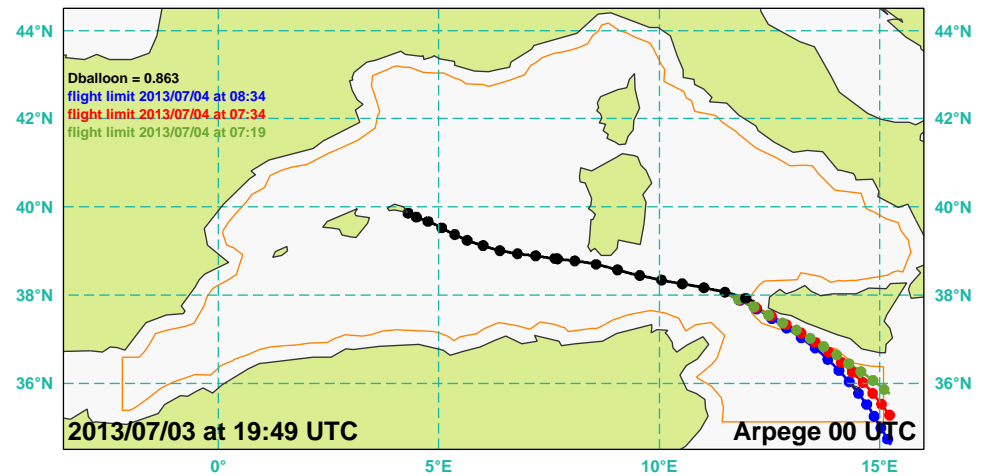 44°N 44°N
Dballoon = 0.863
flight limit 2013/07/04 at 08:34
flight limit 2013/07/04 at 07:34
42°N 42°N
flight limit 2013/07/04 at 07:19
40°N 40°N
38°N 38°N
36°N 36°N
2013/07/03 at 19:49 UTC Arpege 00 UTC
0° 5°E 10°E 15°E